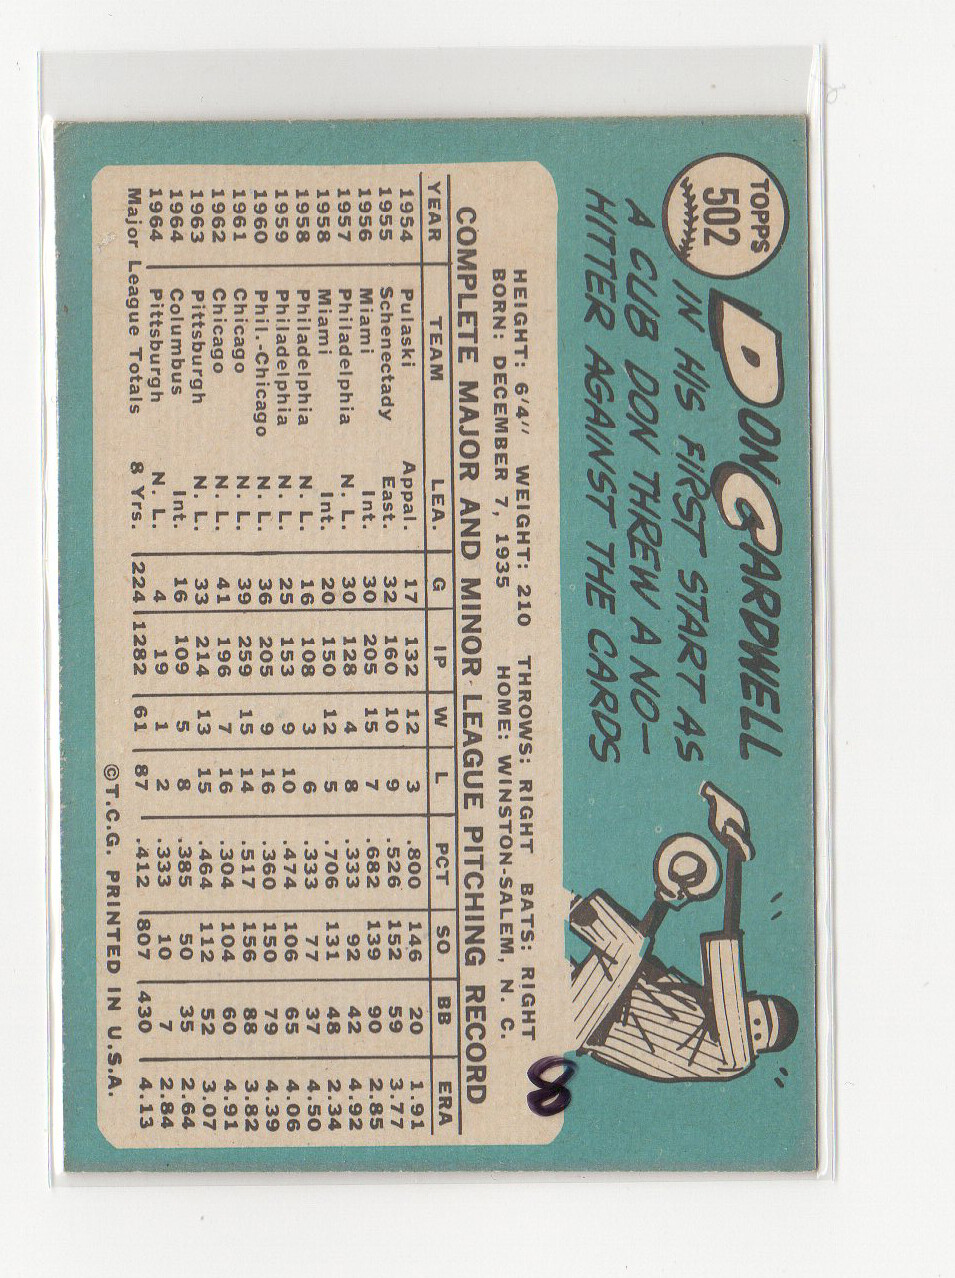 TOPPS
502
DON CARDWELL
IN HIS FIRST START AS
A CUB DON THREW A NO-
HITTER AGAINST THE CARDS
HEIGHT: 6'4" WEIGHT: 210 THROWS: RIGHT BATS: RIGHT
BORN: DECEMBER 7, 1935 HOME: WINSTON-SALEM, N. C.
8
COMPLETE MAJOR AND MINOR LEAGUE PITCHING RECORD
YEAR TEAM LEA. G IP W L PCT SO BB ERA
1954 Pulaski Appal. 17 132 12 3 .800 146 20 1.91
1955 Schenectady East. 32 160 10 9 .526 152 59 3.77
1956 Miami Int. 30 205 15 7 .682 139 90 2.85
1957 Philadelphia N. L. 30 128 4 8 .333 92 42 4.92
1958 Miami Int. 20 150 12 5 .706 131 48 2.34
1958 Philadelphia N. L. 16 108 3 6 .333 77 37 4.50
1959 Philadelphia N. L. 25 153 9 10 .474 106 65 4.06
1960 Phil.-Chicago N. L. 36 205 9 16 .360 150 79 4.39
1961 Chicago N. L. 39 259 15 14 .517 156 88 3.82
1962 Chicago N. L. 41 196 7 16 .304 104 60 4.91
1963 Pittsburgh N. L. 33 214 13 15 .464 112 52 3.07
1964 Columbus Int. 16 109 5 8 .385 50 35 2.64
1964 Pittsburgh N. L. 4 19 1 2 .333 10 7 2.84
Major League Totals 8 Yrs. 224 1282 61 87 .412 807 430 4.13
©T.C.G. PRINTED IN U.S.A.